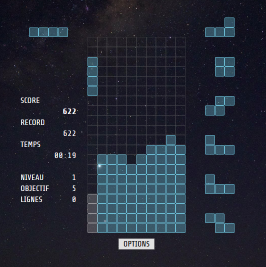 SCORE
622
RECORD
622
TEMPS
00:19
NIVEAU 1
OBJECTIF 5
LIGNES 0
OPTIONS